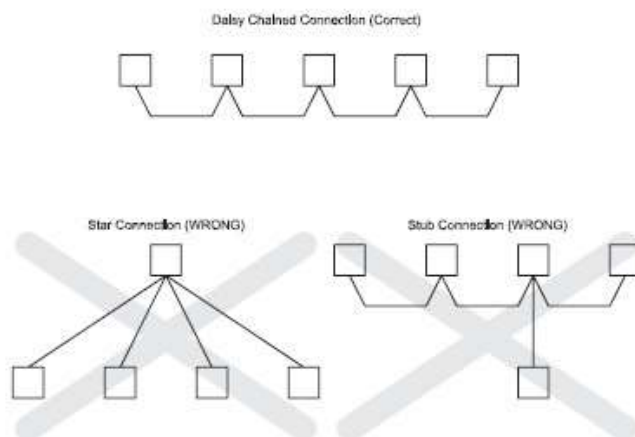 Daisy Chained Connection (Correct)
Star Connection (WRONG)
Stub Connection (WRONG)